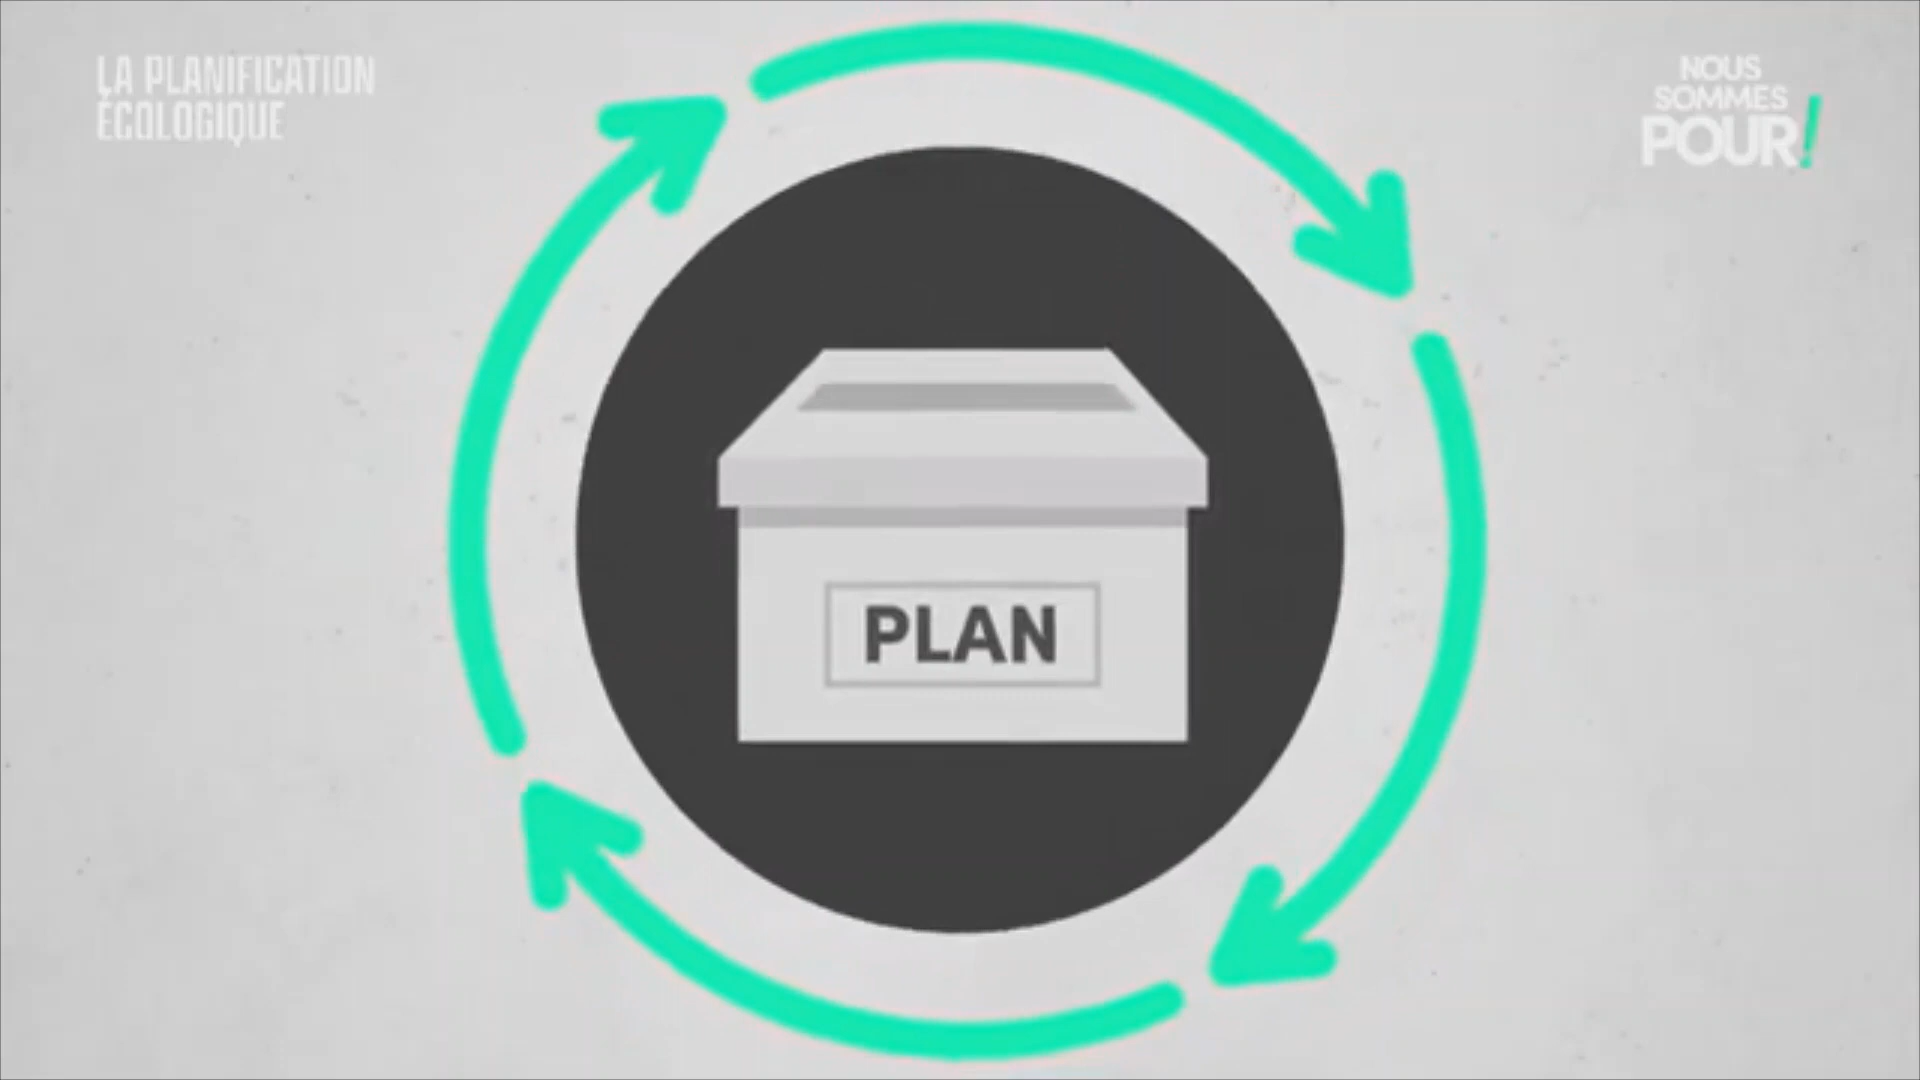 LA PLANIFICATION
ÉCOLOGIQUE
NOUS
SOMMES
POUR!
PLAN